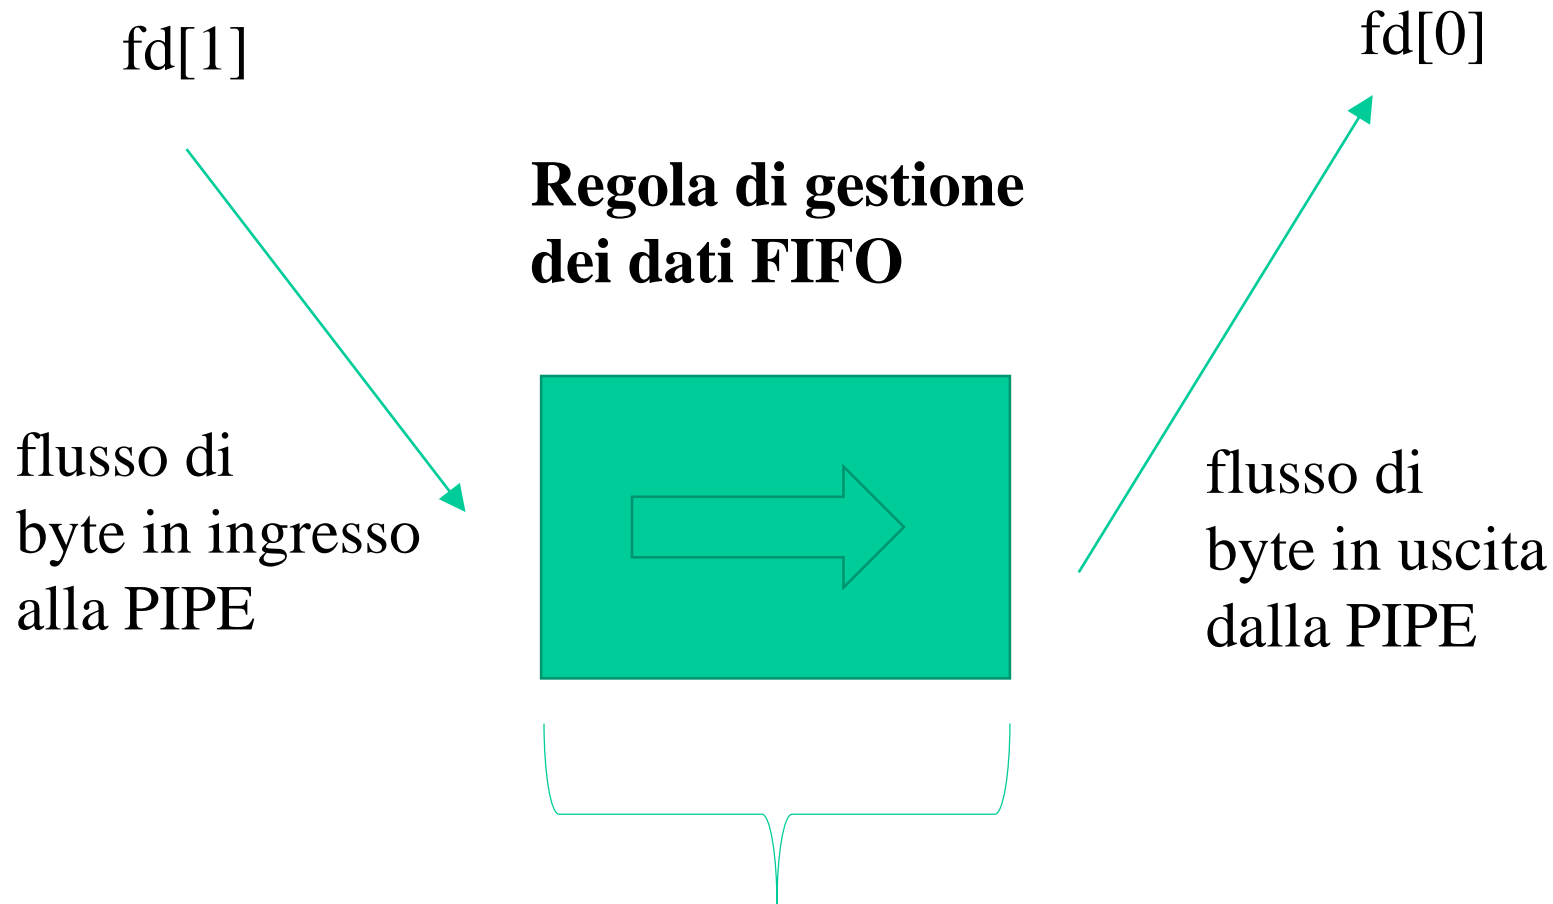 fd[1]
fd[0]
Regola di gestione
dei dati FIFO
flusso di
byte in ingresso
alla PIPE
flusso di
byte in uscita
dalla PIPE